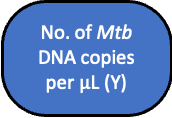 No. of Mtb
DNA copies
per µL (Y)